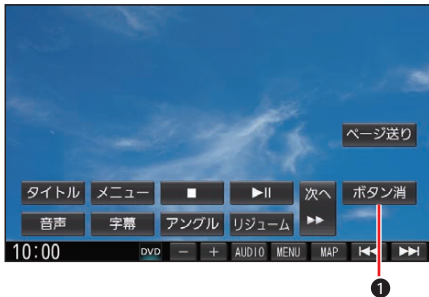 ページ送り
タイトル メニュー ■ ▶II 次へ ボタン消
音声 字幕 アングル リジューム ▶▶
10:00 DVD － ＋ AUDIO MENU MAP |◀◀ ▶▶|
❶